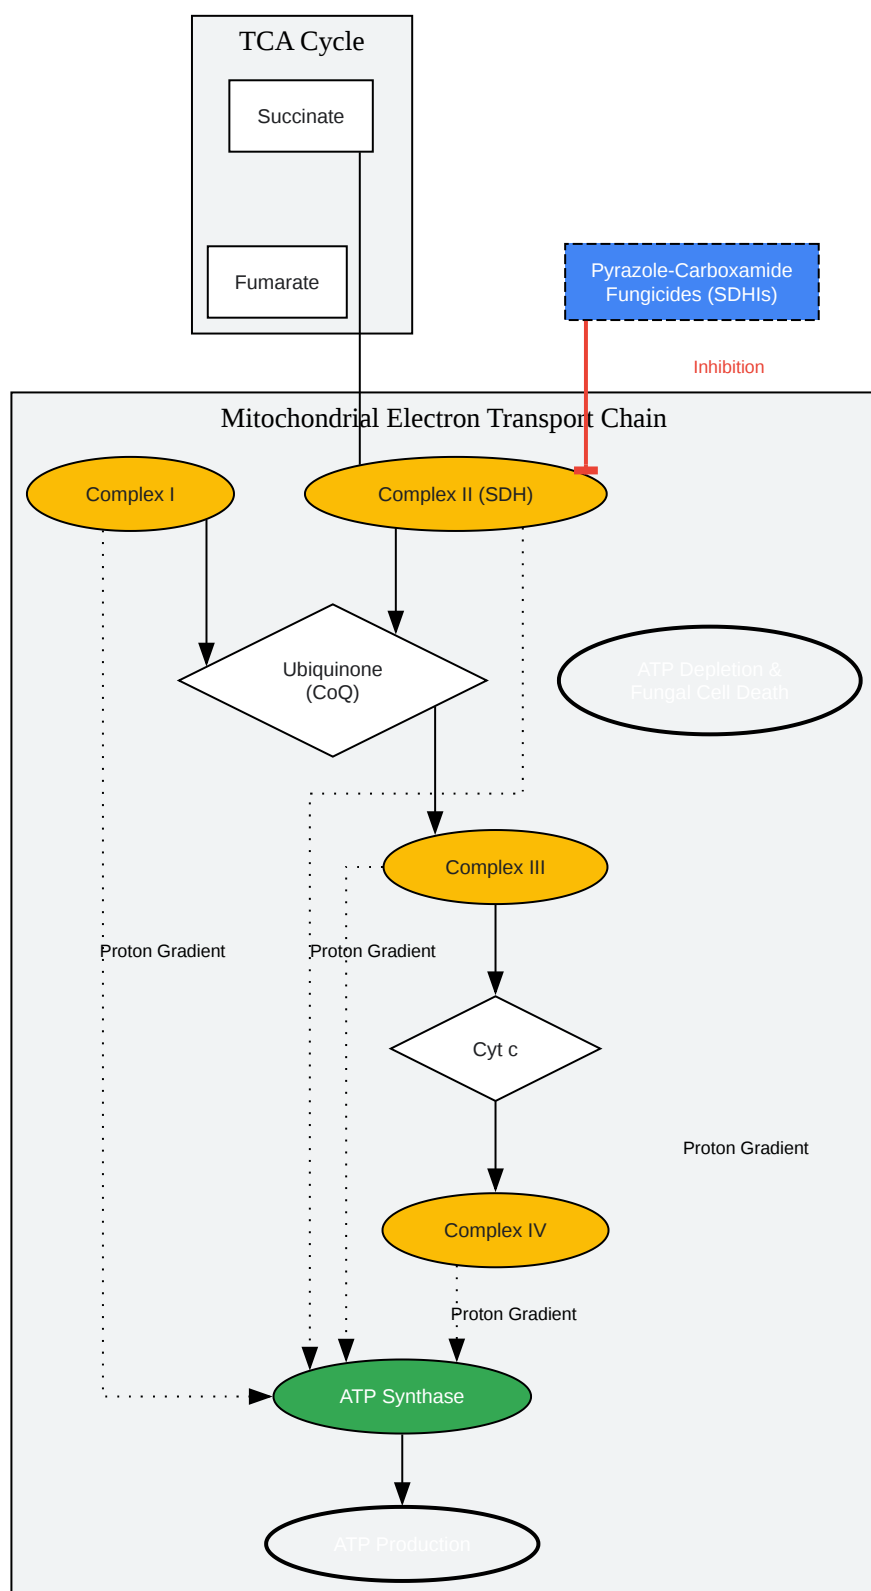 TCA Cycle
Succinate
Fumarate
Pyrazole-Carboxamide
Fungicides (SDHIs)
Inhibition
Mitochondrial Electron Transport Chain
Complex I
Complex II (SDH)
Ubiquinone
(CoQ)
ATP Depletion &
Fungal Cell Death
Complex III
Proton Gradient
Proton Gradient
Cyt c
Proton Gradient
Complex IV
Proton Gradient
ATP Synthase
ATP Production